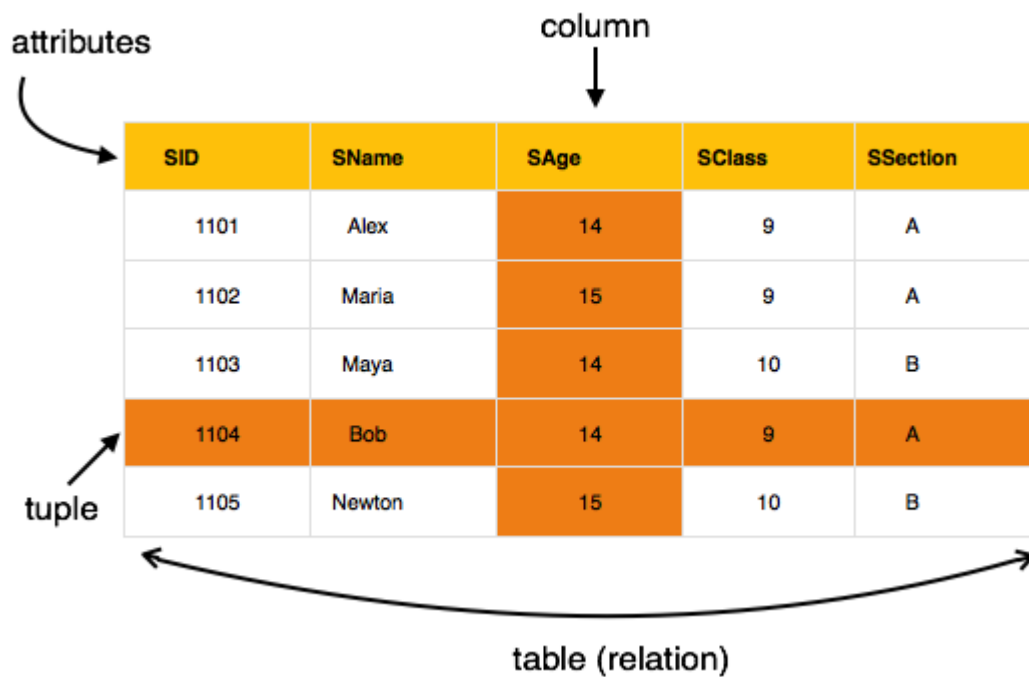 column
attributes
SID SName SAge SClass SSection
1101 Alex 14 9 A
1102 Maria 15 9 A
1103 Maya 14 10 B
1104 Bob 14 9 A
tuple
1105 Newton 15 10 B
table (relation)